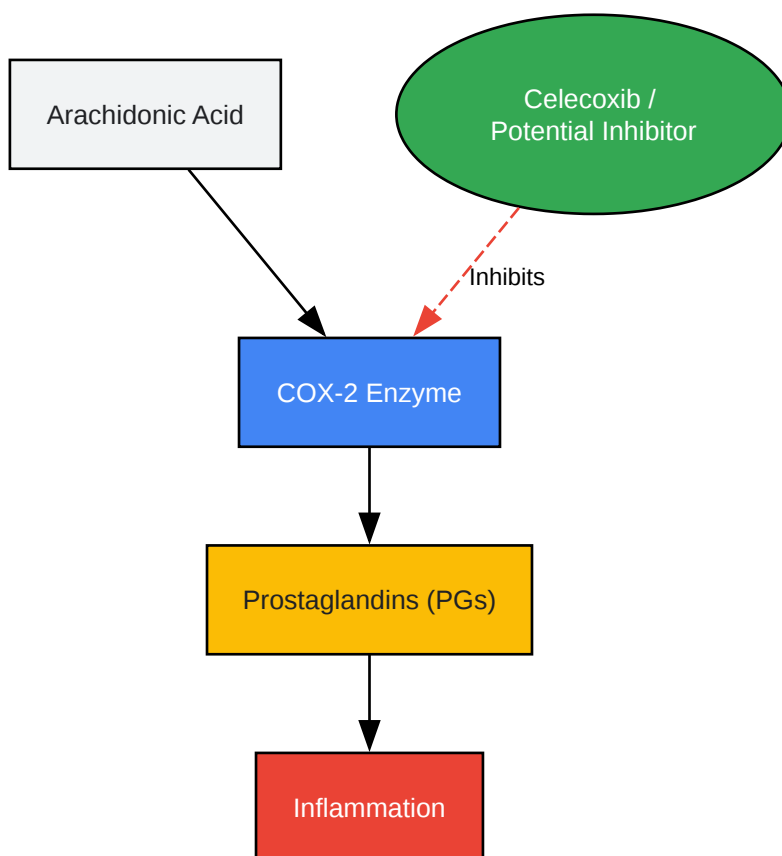 Arachidonic Acid
Celecoxib /
Potential Inhibitor
Inhibits
COX-2 Enzyme
Prostaglandins (PGs)
Inflammation